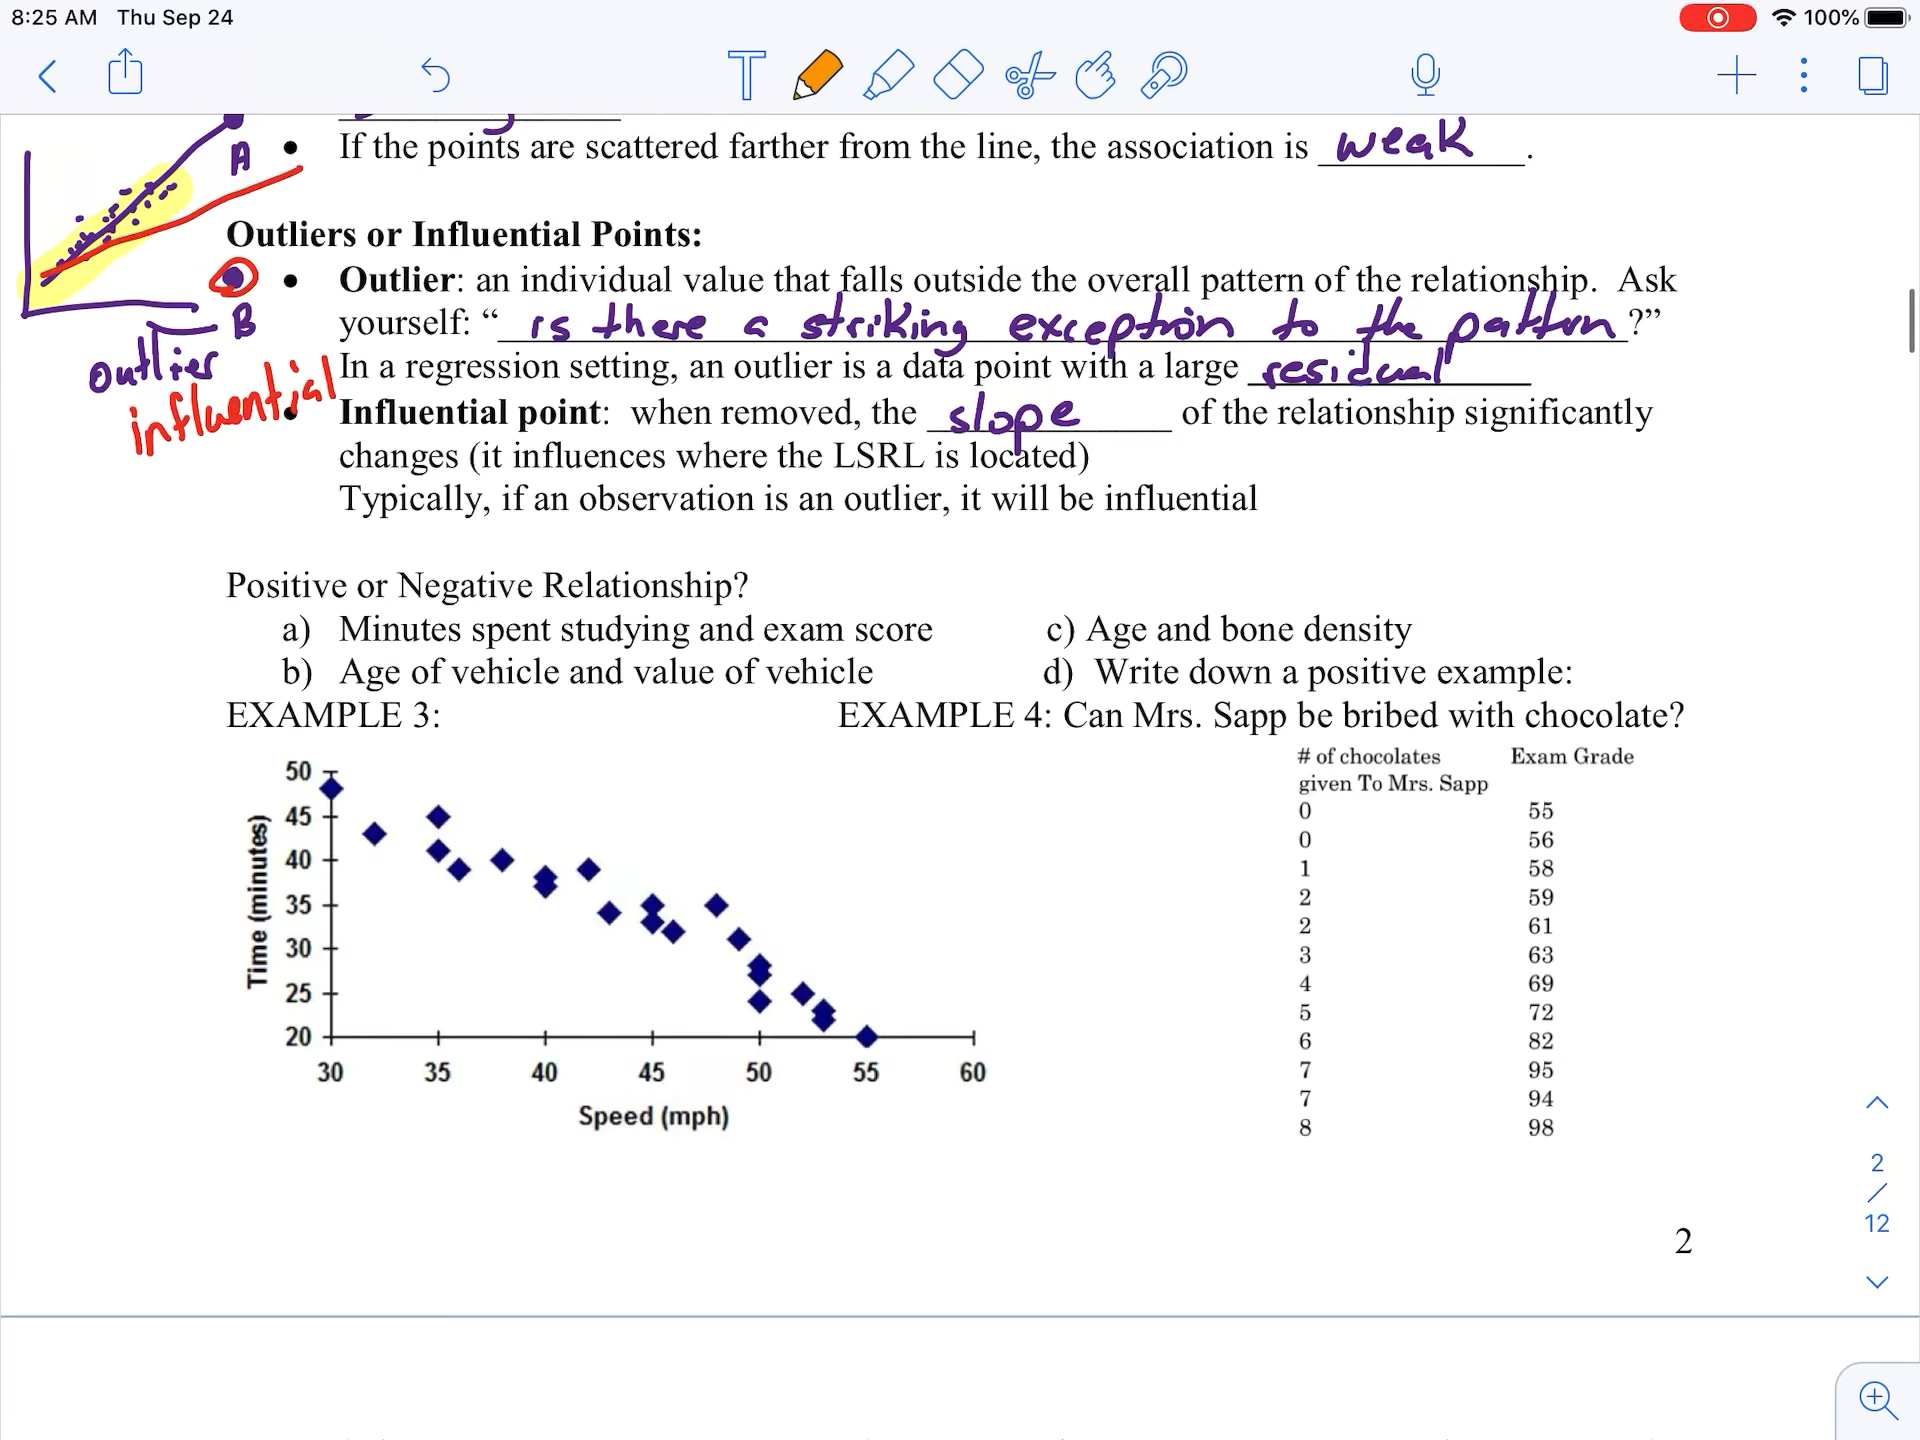 8:25 AM Thu Sep 24
100%
A
• If the points are scattered farther from the line, the association is weak.
Outliers or Influential Points:
• Outlier: an individual value that falls outside the overall pattern of the relationship. Ask
B
yourself: “ is there a striking exception to the pattern ?”
outlier
In a regression setting, an outlier is a data point with a large residual
influential
• Influential point: when removed, the slope of the relationship significantly
changes (it influences where the LSRL is located)
Typically, if an observation is an outlier, it will be influential
Positive or Negative Relationship?
a) Minutes spent studying and exam score
c) Age and bone density
b) Age of vehicle and value of vehicle
d) Write down a positive example:
EXAMPLE 3:
EXAMPLE 4: Can Mrs. Sapp be bribed with chocolate?
Time (minutes)
50
45
40
35
30
25
20
30 35 40 45 50 55 60
Speed (mph)
# of chocolates Exam Grade
given To Mrs. Sapp
0 55
0 56
1 58
2 59
2 61
3 63
4 69
5 72
6 82
7 95
7 94
8 98
2
/
12
2